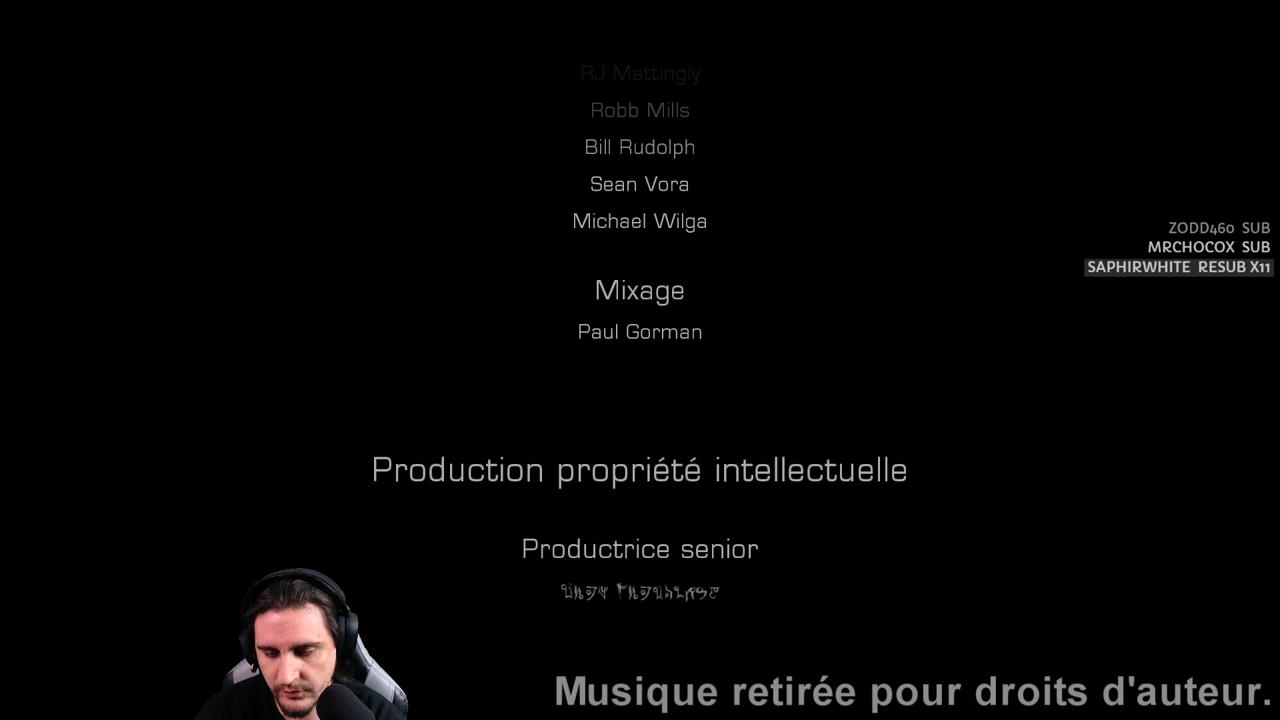 RJ Mattingly
Robb Mills
Bill Rudolph
Sean Vora
Michael Wilga
Mixage
Paul Gorman
Production propriété intellectuelle
Productrice senior
ZODD460 SUB
MRCHOCOX SUB
SAPHIRWHITE RESUB X11
Musique retirée pour droits d'auteur.